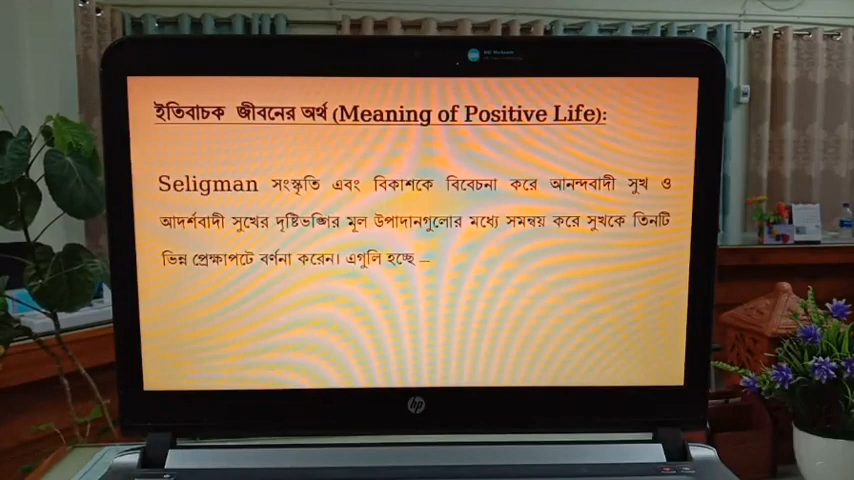 ইতিবাচক জীবনের অর্থ (Meaning of Positive Life):
Seligman সংস্কৃতি এবং বিকাশকে বিবেচনা করে আনন্দবাদী সুখ ও
আদর্শবাদী সুখের দৃষ্টিভঙ্গির মূল উপাদানগুলোর মধ্যে সমন্বয় করে সুখকে তিনটি
ভিন্ন প্রেক্ষাপটে বর্ণনা করেন। এগুলি হচ্ছে –
hp